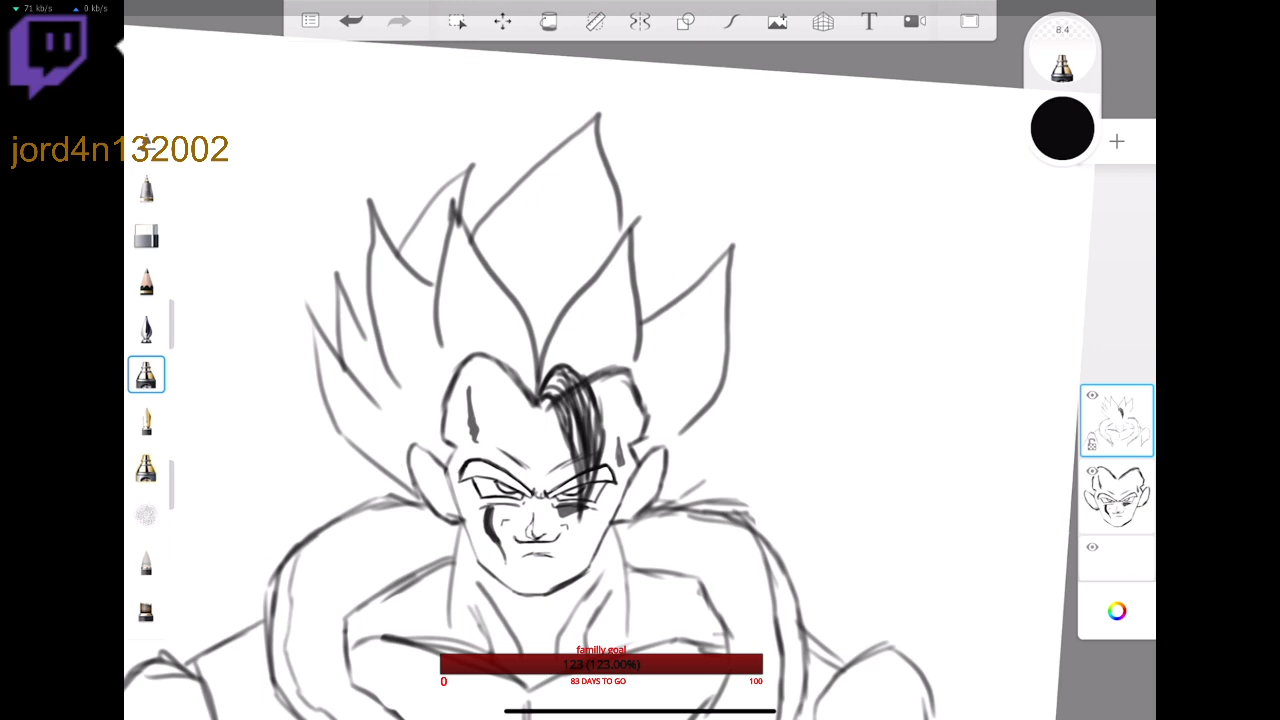 71 kb/s 0 kb/s
8.4
jord4n132002
familly goal
123 (123.00%)
0 83 DAYS TO GO 100